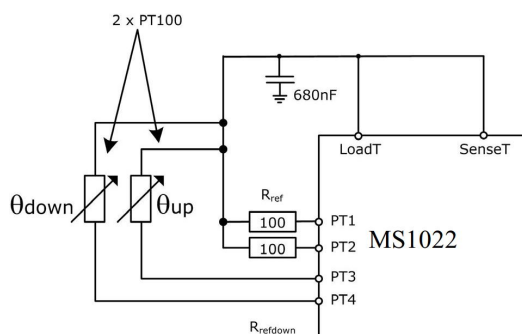 2 x PT100
680nF
LoadT
SenseT
θdown
θup
Rref
100
PT1
100
PT2
MS1022
PT3
PT4
Rrefdown